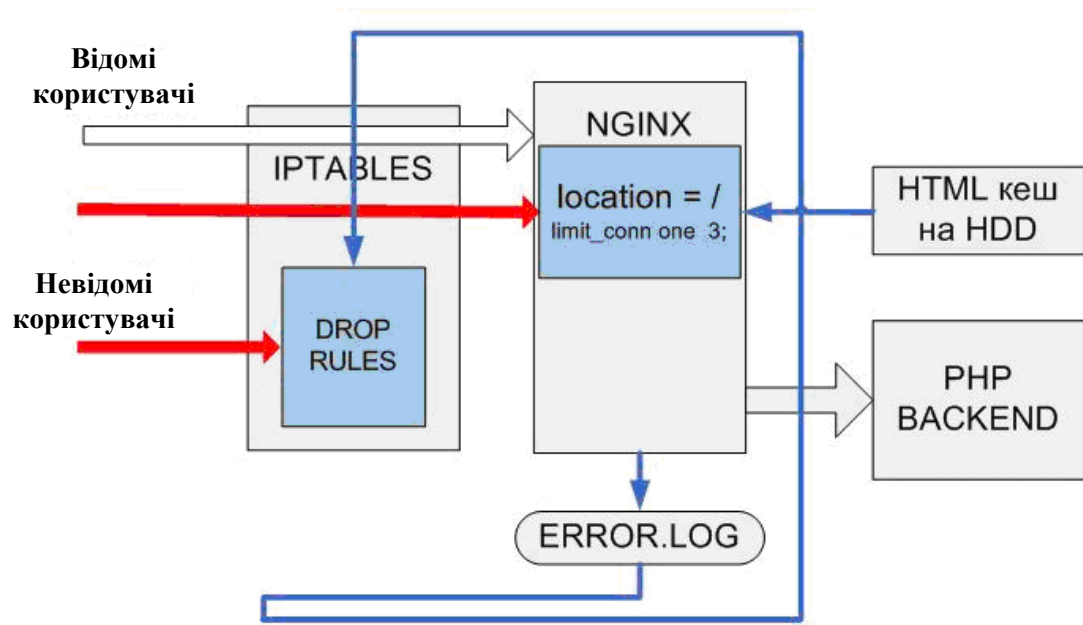 Відомі
користувачі
IPTABLES
NGINX
location = /
limit_conn one 3;
HTML кеш
на HDD
Невідомі
користувачі
DROP
RULES
PHP
BACKEND
ERROR.LOG